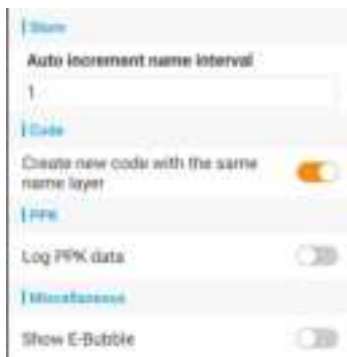 Store
Auto increment name interval
1
Code
Create new code with the same
name layer
PPK
Log PPK data
Miscellaneous
Show E-Bubble